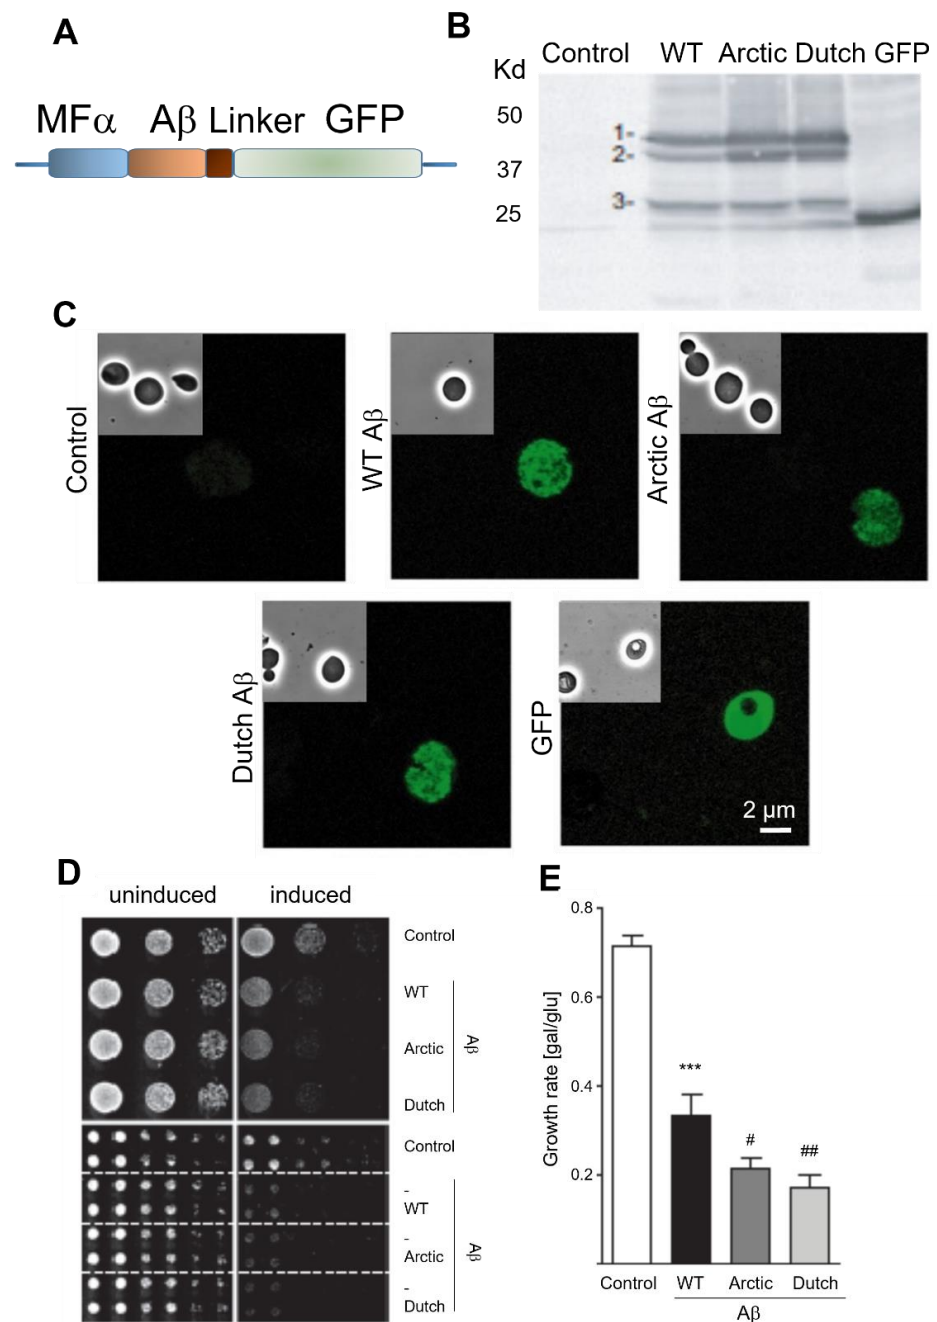 A
MFα Aβ Linker GFP
B
Control WT Arctic Dutch GFP
Kd
50
37
25
1-
2-
3-
C
Control
WT Aβ
Arctic Aβ
Dutch Aβ
GFP
2 µm
D
uninduced induced
Control
WT
Arctic
Dutch
Aβ
Control
-
WT
-
Arctic
-
Dutch
Aβ
E
Growth rate [gal/glu]
0.8
0.6
0.4
0.2
***
#
##
Control WT Arctic Dutch
Aβ